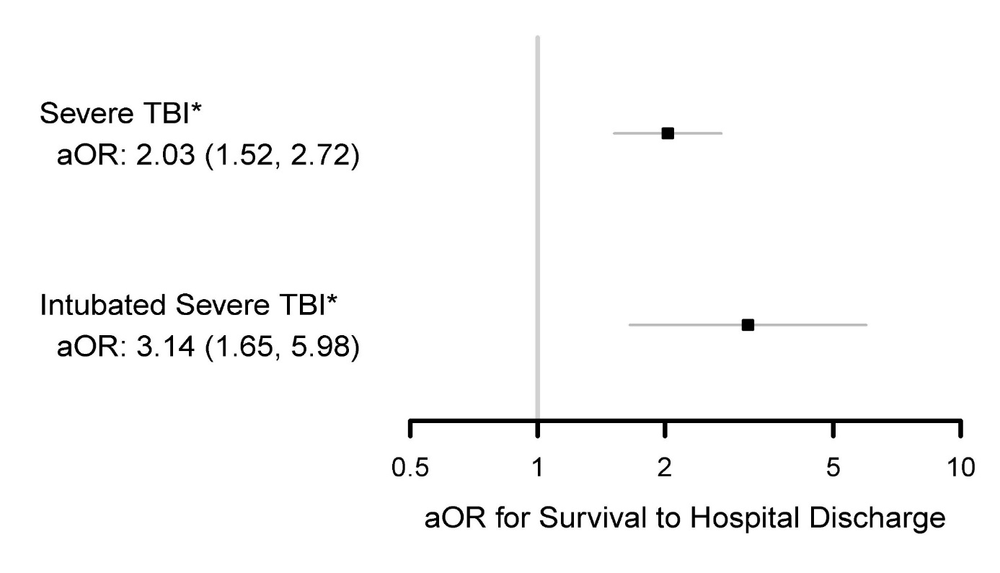 Severe TBI*
aOR: 2.03 (1.52, 2.72)
Intubated Severe TBI*
aOR: 3.14 (1.65, 5.98)
0.5 1 2 5 10
aOR for Survival to Hospital Discharge